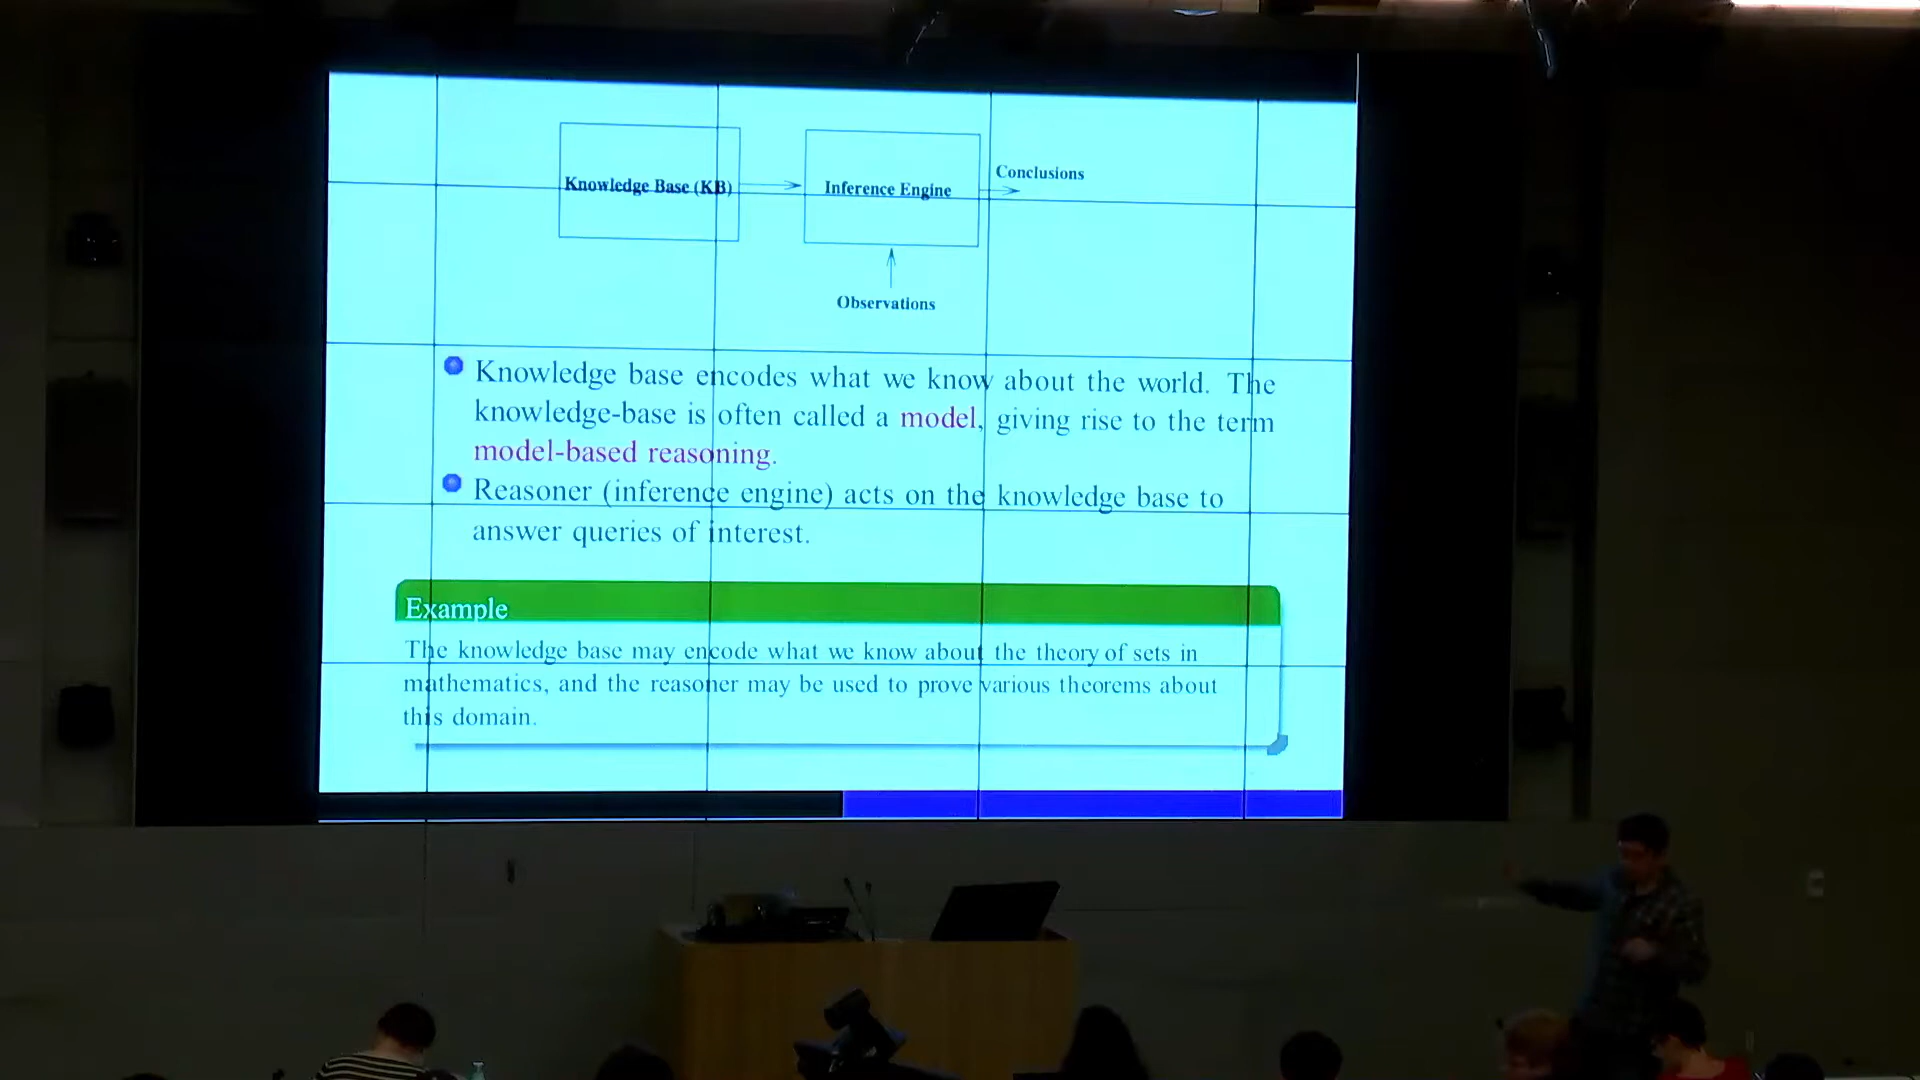 Knowledge Base (KB)
Inference Engine
Conclusions
Observations
Knowledge base encodes what we know about the world. The
knowledge-base is often called a model, giving rise to the term
model-based reasoning.
Reasoner (inference engine) acts on the knowledge base to
answer queries of interest.
Example
The knowledge base may encode what we know about the theory of sets in
mathematics, and the reasoner may be used to prove various theorems about
this domain.